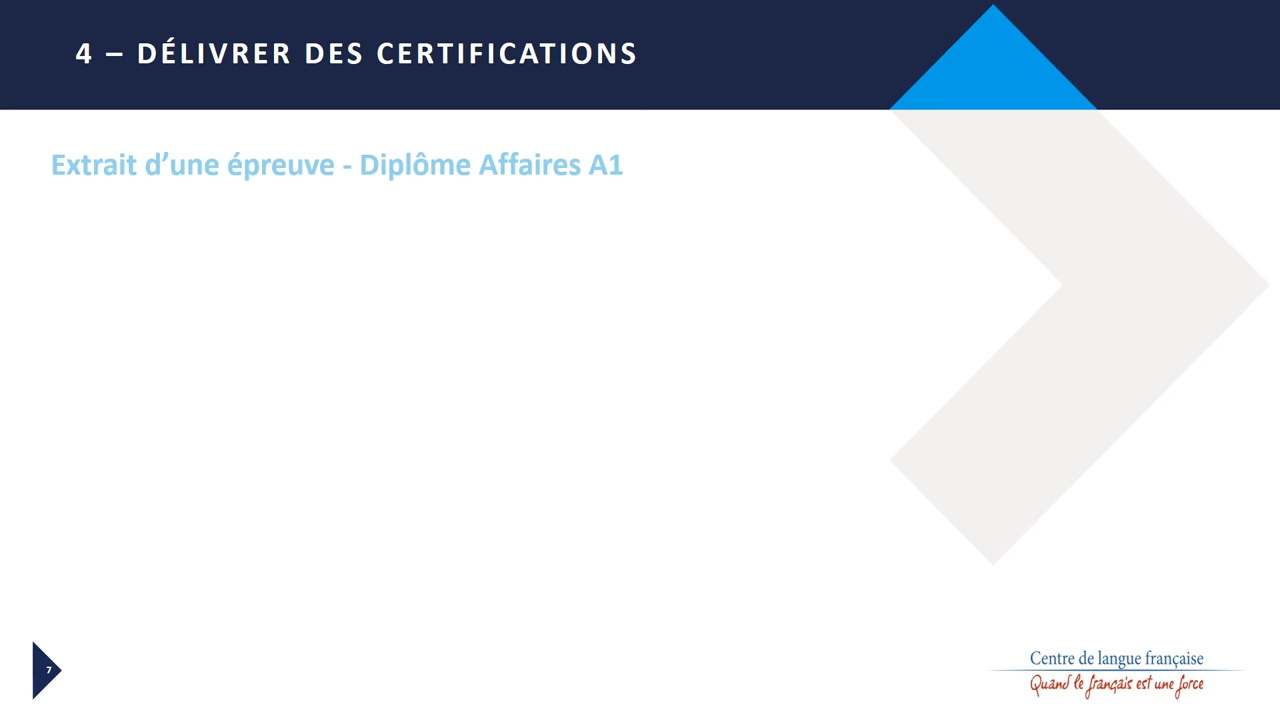 4 – DÉLIVRER DES CERTIFICATIONS
Extrait d’une épreuve - Diplôme Affaires A1
7
Centre de langue française
Quand le français est une force